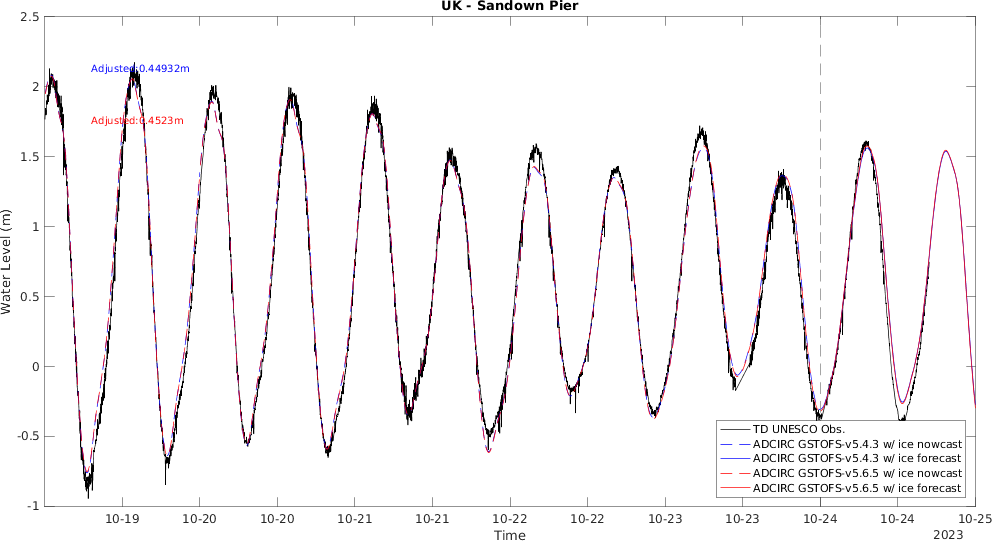 UK - Sandown Pier
2.5
2
1.5
1
0.5
0
-0.5
-1
Water Level (m)
Adjusted:0.44932m
Adjusted:0.4523m
TD UNESCO Obs.
ADCIRC GSTOFS-v5.4.3 w/ ice nowcast
ADCIRC GSTOFS-v5.4.3 w/ ice forecast
ADCIRC GSTOFS-v5.6.5 w/ ice nowcast
ADCIRC GSTOFS-v5.6.5 w/ ice forecast
10-19 10-20 10-20 10-21 10-21 10-22 10-22 10-23 10-23 10-24 10-24 10-25
Time
2023